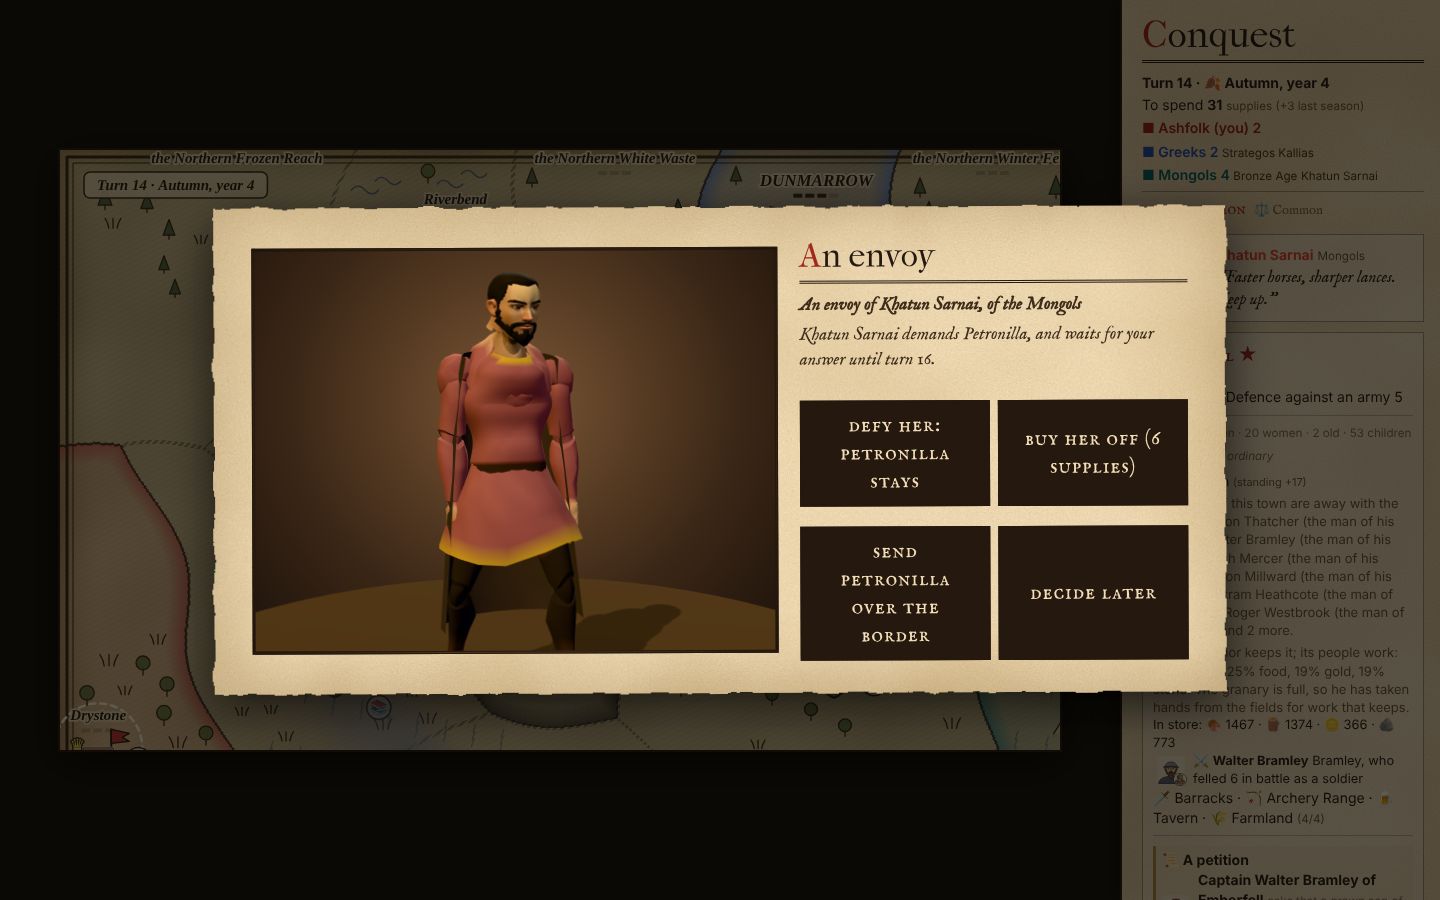 the Northern Frozen Reach
the Northern White Waste
the Northern Winter Fe
Turn 14 · Autumn, year 4
Riverbend
DUNMARROW
Drystone
An envoy
An envoy of Khatun Sarnai, of the Mongols
Khatun Sarnai demands Petronilla, and waits for your
answer until turn 16.
DEFY HER:
PETRONILLA
STAYS
BUY HER OFF (6
SUPPLIES)
SEND
PETRONILLA
OVER THE
BORDER
DECIDE LATER
Conquest
Turn 14 · Autumn, year 4
To spend 31 supplies (+3 last season)
Ashfolk (you) 2
Greeks 2 Strategos Kallias
Mongols 4 Bronze Age Khatun Sarnai
Common
hatun Sarnai Mongols
Faster horses, sharper lances.
eep up.”
Defence against an army 5
· 20 women · 2 old · 53 children
ordinary
(standing +17)
this town are away with the
on Thatcher (the man of his
ter Bramley (the man of his
h Mercer (the man of his
on Millward (the man of his
ram Heathcote (the man of
Roger Westbrook (the man of
nd 2 more.
or keeps it; its people work:
25% food, 19% gold, 19%
granary is full, so he has taken
hands from the fields for work that keeps.
In store: 1467 · 1374 · 366 ·
773
Walter Bramley Bramley, who
felled 6 in battle as a soldier
Barracks · Archery Range ·
Tavern · Farmland (4/4)
A petition
Captain Walter Bramley of